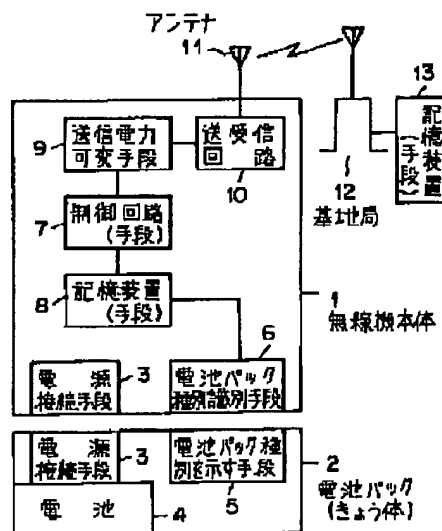 アンテナ
11
13
記憶装置
(手段)
9
送信電力
可変手段
送受信
回路
10
12
基地局
7
制御回路
(手段)
8
記憶装置
(手段)
1
無線機本体
6
電源
接続手段
3
電池パック
種別識別手段
電源
接続手段
3
電池パック種
別を示す手段
5
2
電池パック
(きょう体)
電池
4